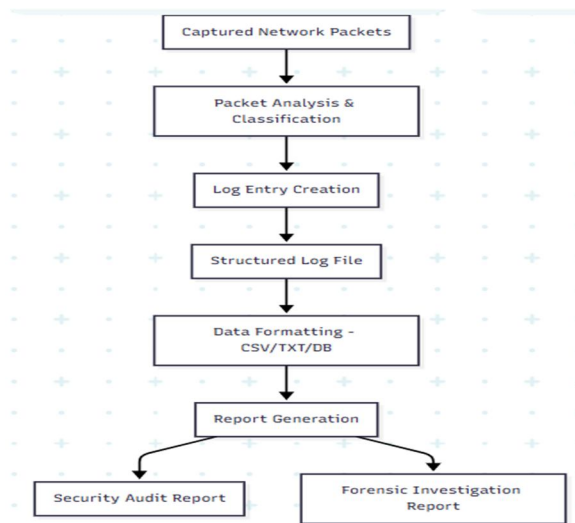 Captured Network Packets
Packet Analysis &
Classification
Log Entry Creation
Structured Log File
Data Formatting -
CSV/TXT/DB
Report Generation
Security Audit Report
Forensic Investigation
Report